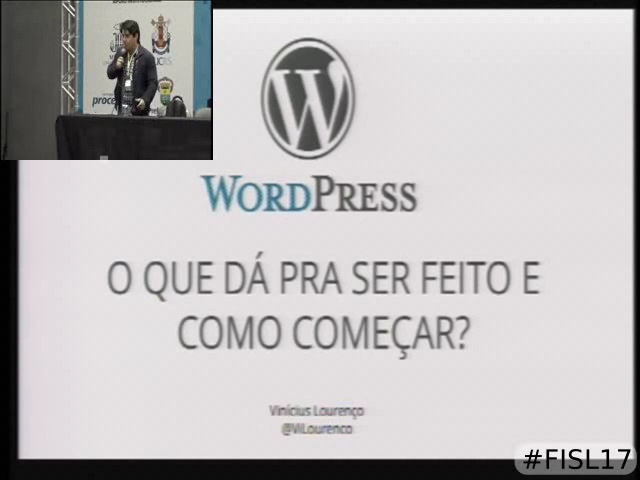 WORDPRESS
O QUE DÁ PRA SER FEITO E
COMO COMEÇAR?
Vinícius Lourenço
@ViLourenco
#FISL17